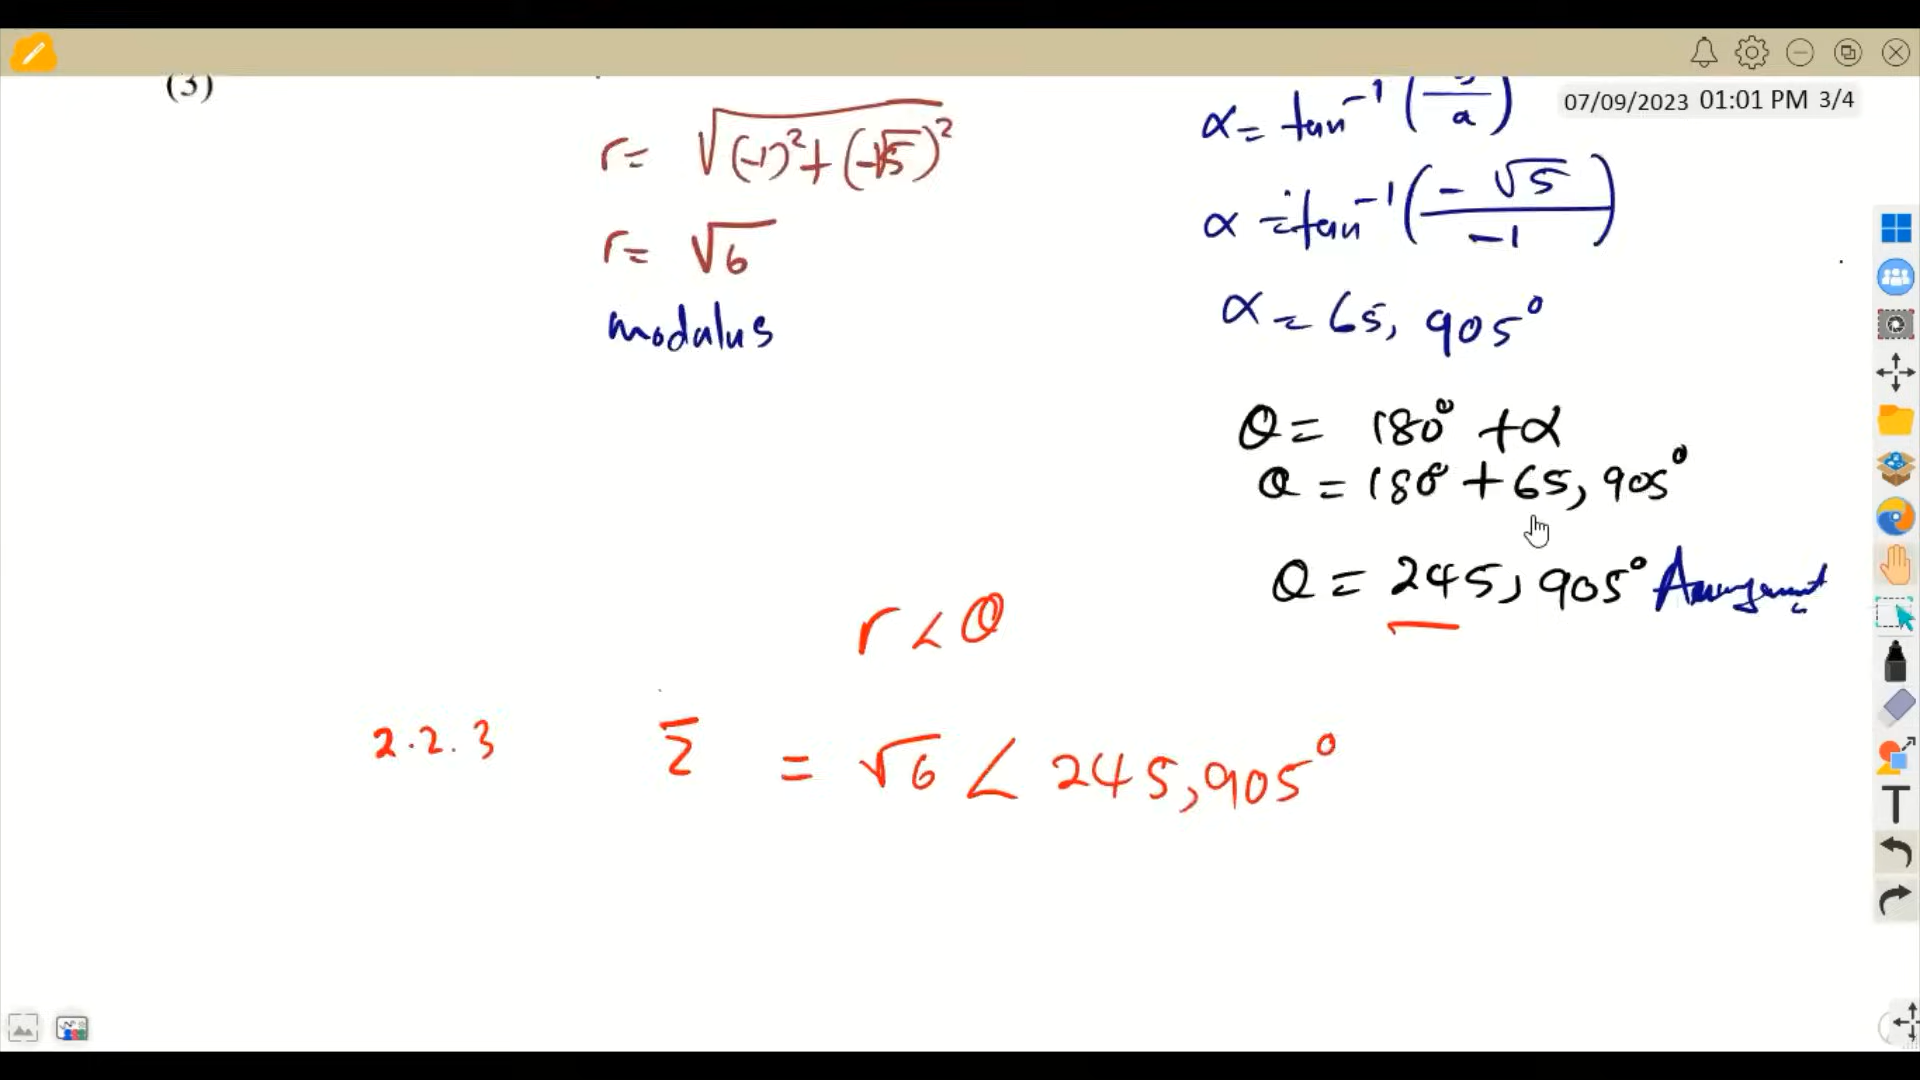 (3)
07/09/2023 01:01 PM 3/4
r= √((-1)²+(-√5)²)
r= √6
modulus
α= tan⁻¹( /a)
α = tan⁻¹(-√5/-1)
α = 65,905°
θ= 180° +α
θ = 180° + 65,905°
θ = 245,905°
r < θ
2.2.3 z̄ = √6 ∠ 245,905°
T